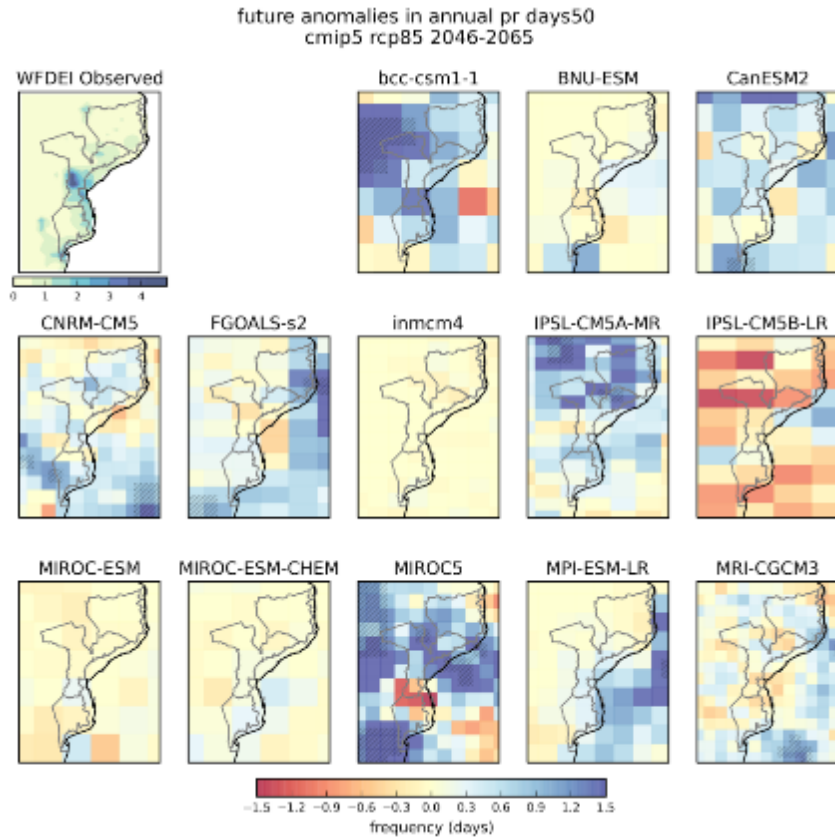 future anomalies in annual pr days50
cmip5 rcp85 2046-2065
WFDEI Observed
bcc-csm1-1
BNU-ESM
CanESM2
0 1 2 3 4
CNRM-CM5
FGOALS-s2
inmcm4
IPSL-CM5A-MR
IPSL-CM5B-LR
MIROC-ESM
MIROC-ESM-CHEM
MIROC5
MPI-ESM-LR
MRI-CGCM3
−1.5 −1.2 −0.9 −0.6 −0.3 0.0 0.3 0.6 0.9 1.2 1.5
frequency (days)